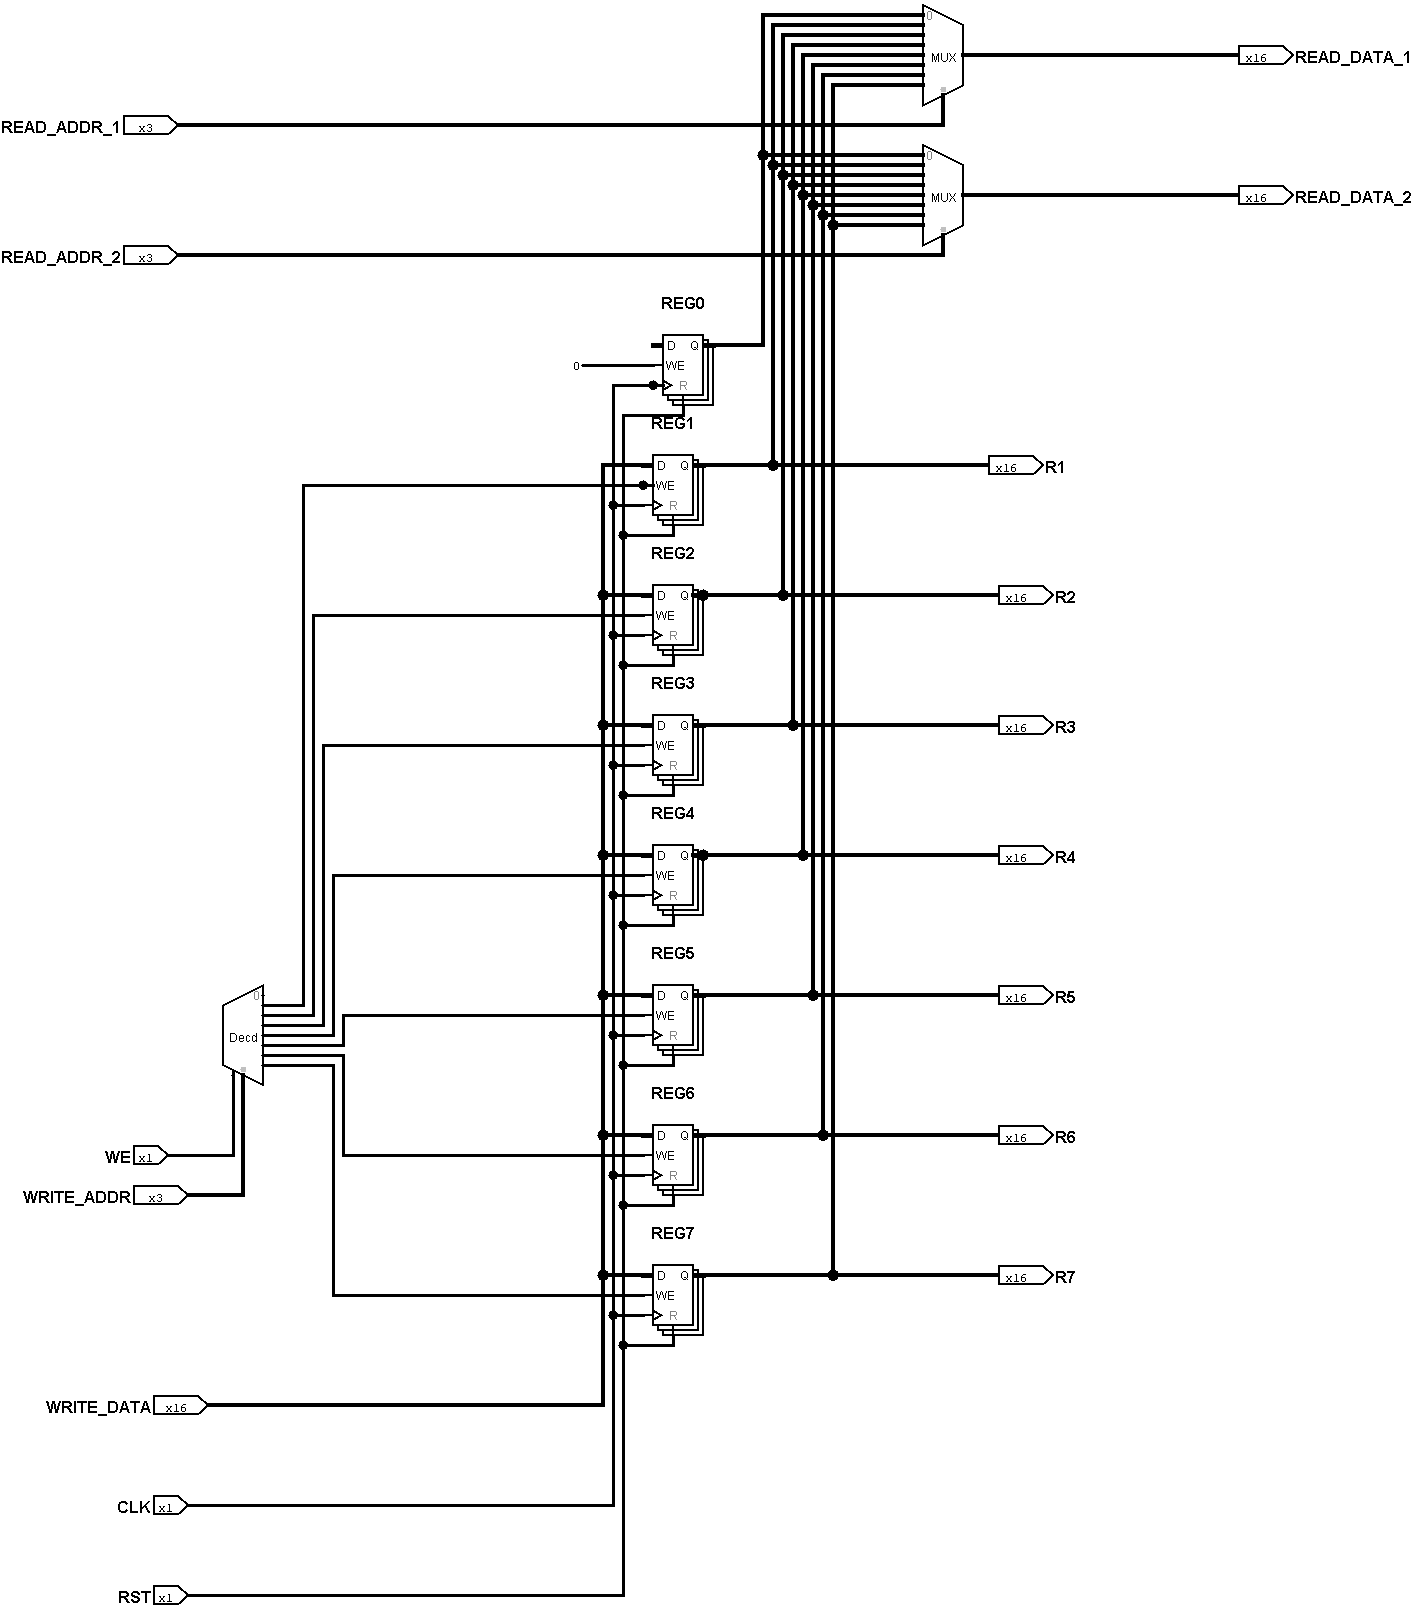 0
MUX
x16 READ_DATA_1
READ_ADDR_1 x3
0
MUX
x16 READ_DATA_2
READ_ADDR_2 x3
REG0
D Q
0 WE
R
REG1
D Q x16 R1
WE
R
REG2
D Q x16 R2
WE
R
REG3
D Q x16 R3
WE
R
REG4
D Q x16 R4
WE
R
REG5
D Q x16 R5
0
WE
Decd R
REG6
D Q x16 R6
WE x1 WE
R
WRITE_ADDR x3
REG7
D Q x16 R7
WE
R
WRITE_DATA x16
CLK x1
RST x1